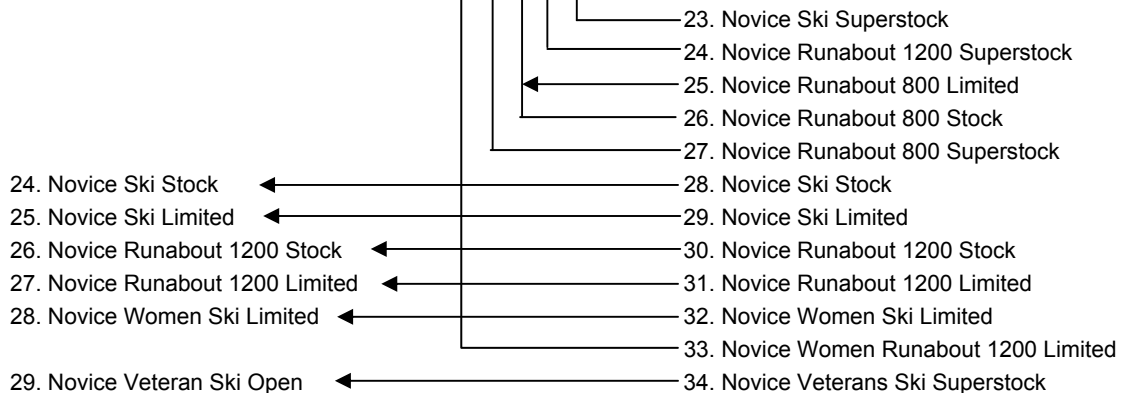 23. Novice Ski Superstock
24. Novice Runabout 1200 Superstock
25. Novice Runabout 800 Limited
26. Novice Runabout 800 Stock
27. Novice Runabout 800 Superstock
24. Novice Ski Stock 28. Novice Ski Stock
25. Novice Ski Limited 29. Novice Ski Limited
26. Novice Runabout 1200 Stock 30. Novice Runabout 1200 Stock
27. Novice Runabout 1200 Limited 31. Novice Runabout 1200 Limited
28. Novice Women Ski Limited 32. Novice Women Ski Limited
33. Novice Women Runabout 1200 Limited
29. Novice Veteran Ski Open 34. Novice Veterans Ski Superstock